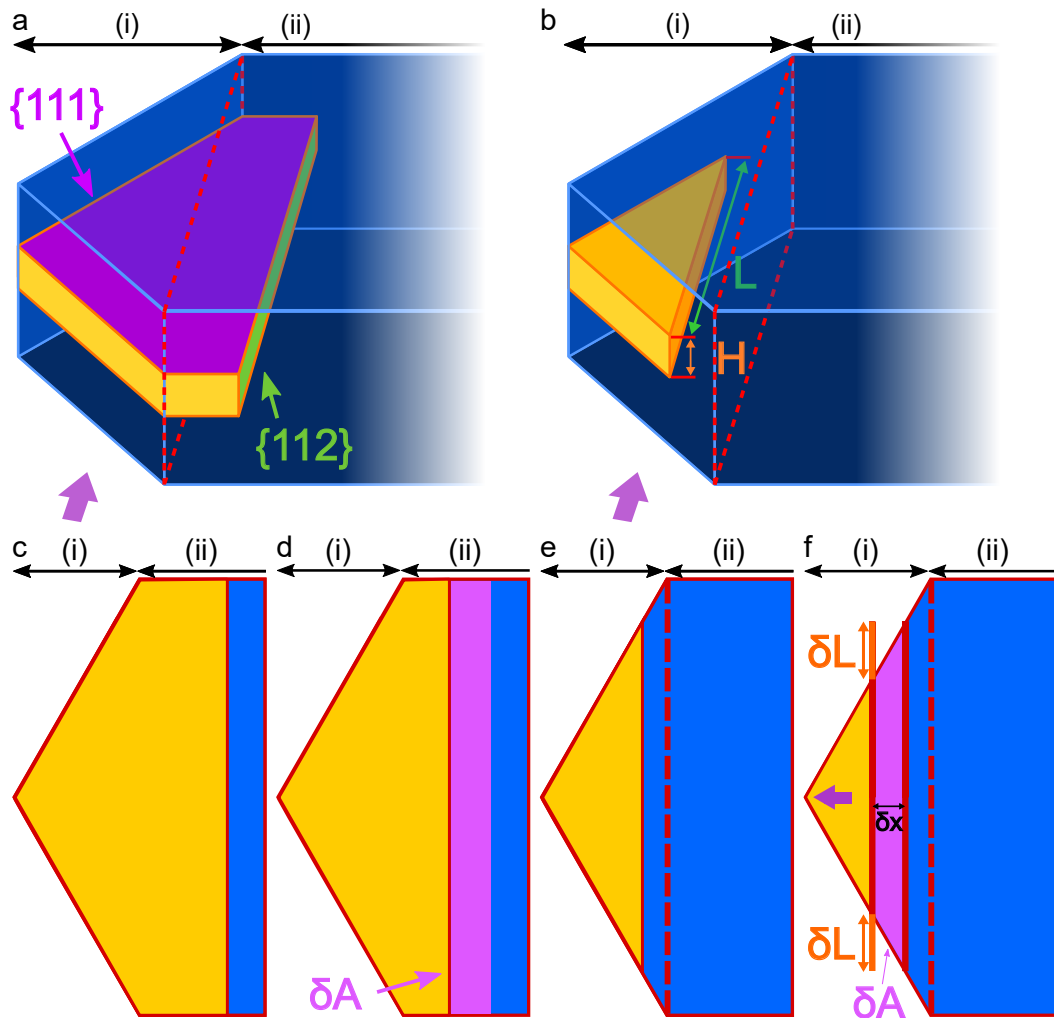 a (i) (ii)
{111}
{112}
b (i) (ii)
L
H
c (i) (ii)
d (i) (ii)
δA
e (i) (ii)
f (i) (ii)
δL
δx
δL
δA